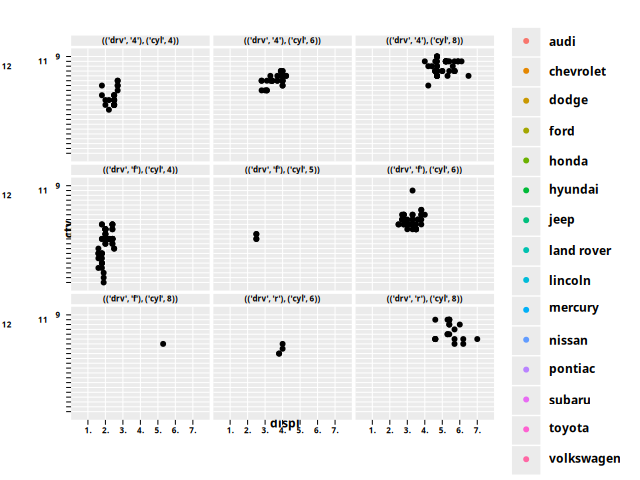 (('drv', '4'), ('cyl', 4)) (('drv', '4'), ('cyl', 6)) (('drv', '4'), ('cyl', 8))
12 11 9
(('drv', 'f'), ('cyl', 4)) (('drv', 'f'), ('cyl', 5)) (('drv', 'f'), ('cyl', 6))
12 11 9
(('drv', 'f'), ('cyl', 8)) (('drv', 'r'), ('cyl', 6)) (('drv', 'r'), ('cyl', 8))
12 11 9
displ
1. 2. 3. 4. 5. 6. 7. 1. 2. 3. 4. 5. 6. 7. 1. 2. 3. 4. 5. 6. 7.
audi
chevrolet
dodge
ford
honda
hyundai
jeep
land rover
lincoln
mercury
nissan
pontiac
subaru
toyota
volkswagen